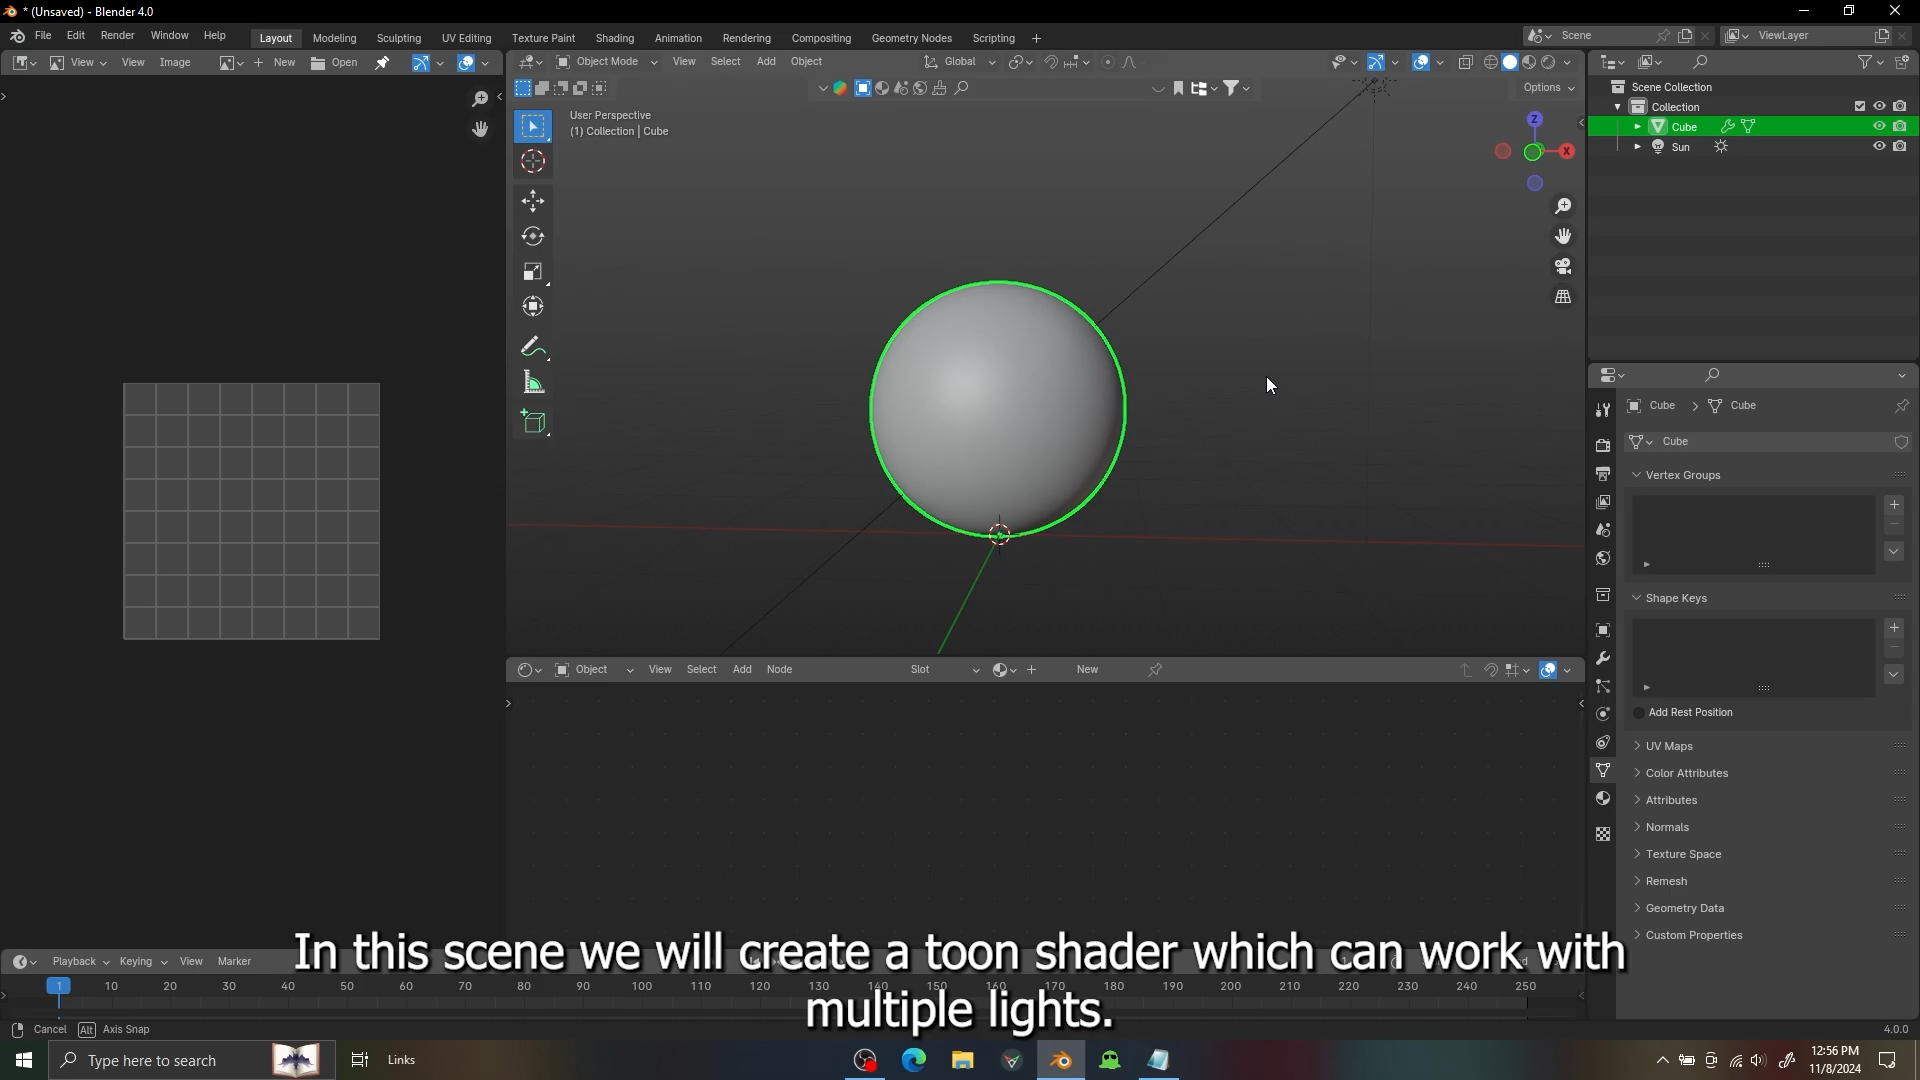 * (Unsaved) - Blender 4.0
File Edit Render Window Help Layout Modeling Sculpting UV Editing Texture Paint Shading Animation Rendering Compositing Geometry Nodes Scripting Scene ViewLayer
View View Image New Open Object Mode View Select Add Object Global
Options
User Perspective
(1) Collection | Cube
Z
X
Scene Collection
Collection
Cube
Sun
Cube Cube
Cube
Vertex Groups
Shape Keys
Add Rest Position
UV Maps
Color Attributes
Attributes
Normals
Texture Space
Remesh
Geometry Data
Custom Properties
Object View Select Add Node Slot New
In this scene we will create a toon shader which can work with
multiple lights.
Playback Keying View Marker
1 10 20 30 40 50 60 70 80 90 100 110 120 130 140 150 160 170 180 190 200 210 220 230 240 250
Cancel Alt Axis Snap 4.0.0
Type here to search Links
12:56 PM
11/8/2024